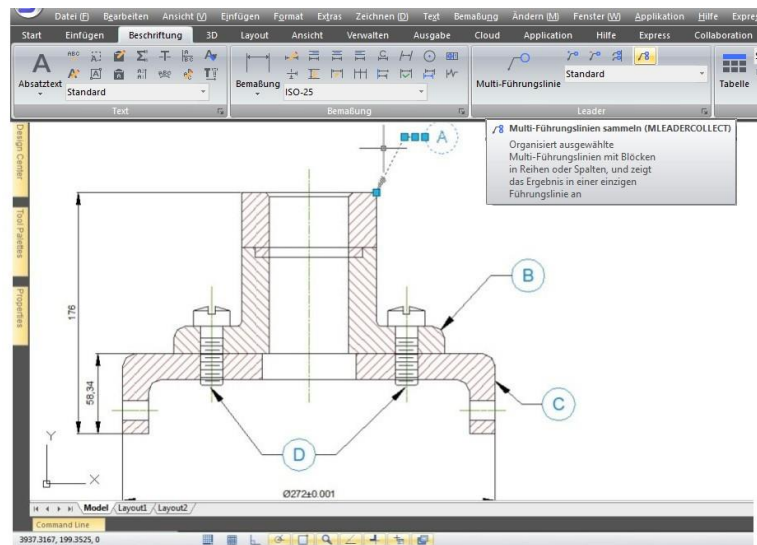 Datei (F) Bearbeiten Ansicht (V) Einfügen Format Extras Zeichnen (D) Text Bemaßung Ändern (M) Fenster (W) Applikation Hilfe Expre
Start Einfügen Beschriftung 3D Layout Ansicht Verwalten Ausgabe Cloud Application Hilfe Express Collaboration
Absatztext
Standard
Text
Bemaßung
ISO-25
Bemaßung
Multi-Führungslinie
Standard
Leader
Tabelle
Multi-Führungslinien sammeln (MLEADERCOLLECT)
Organisiert ausgewählte
Multi-Führungslinien mit Blöcken
in Reihen oder Spalten, und zeigt
das Ergebnis in einer einzigen
Führungslinie an
Design Center
Tool Palettes
Properties
A
B
C
D
176
58,34
Ø272±0.001
Y
X
Model Layout1 Layout2
Command Line
3937.3167, 199.3525, 0